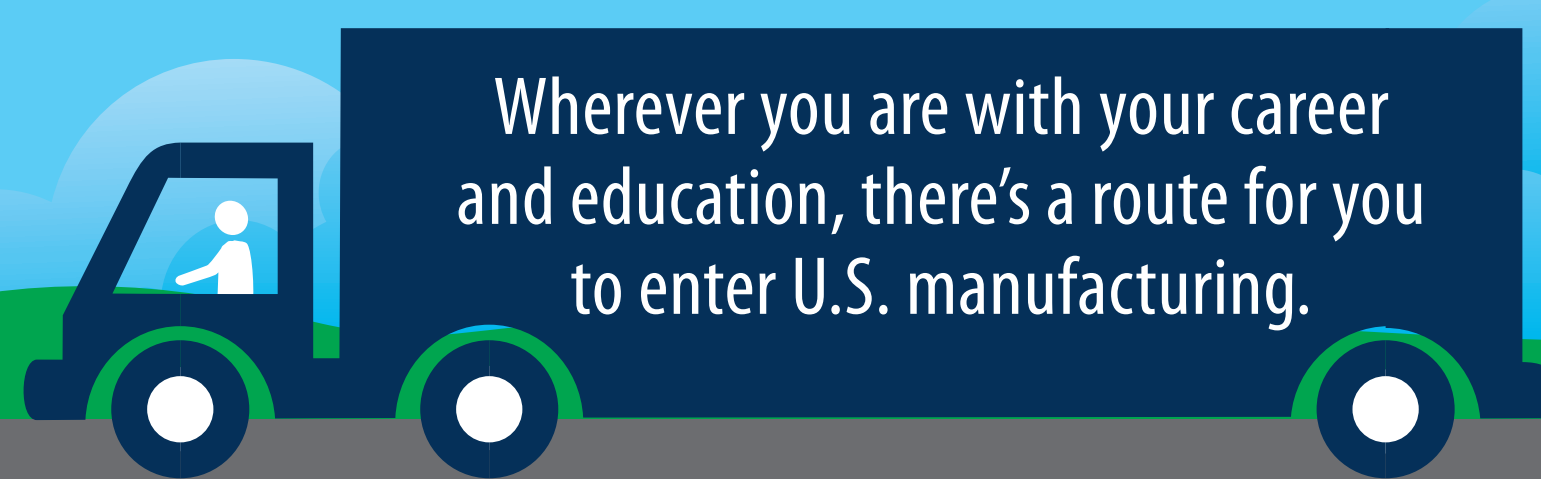 Wherever you are with your career
and education, there’s a route for you
to enter U.S. manufacturing.